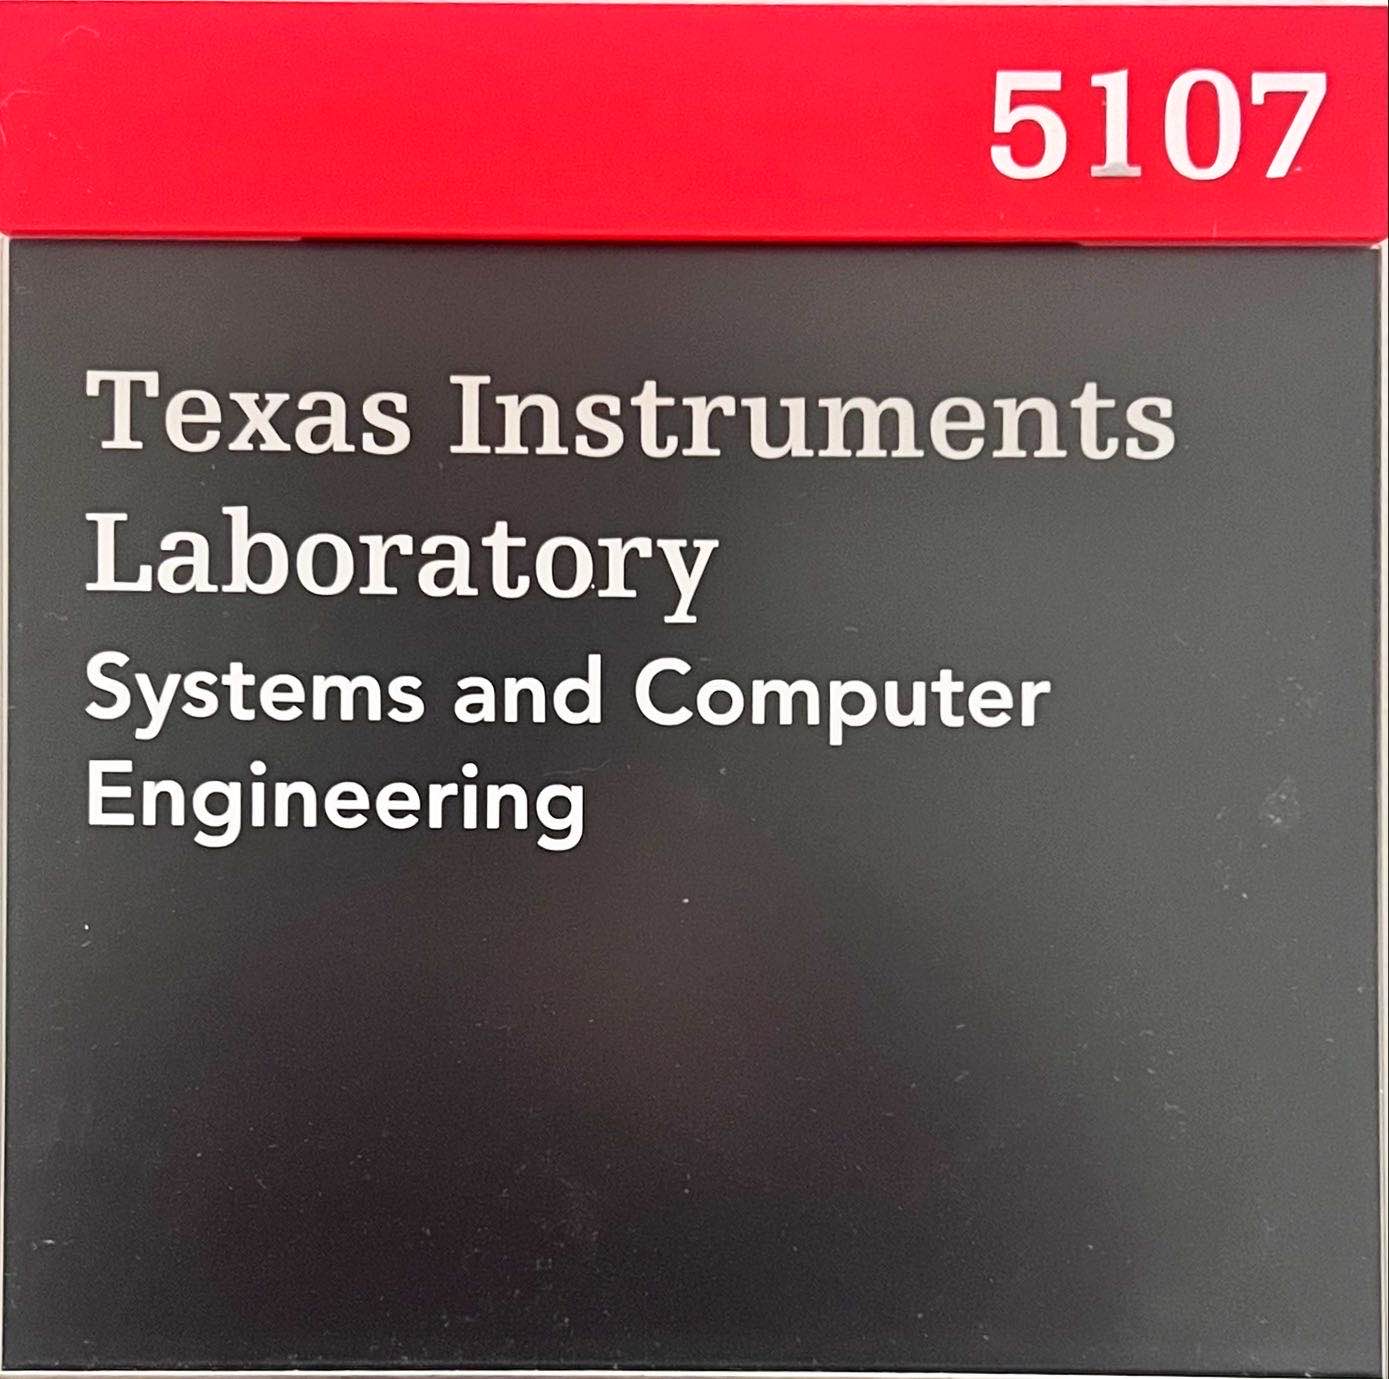 5107
Texas Instruments
Laboratory
Systems and Computer
Engineering